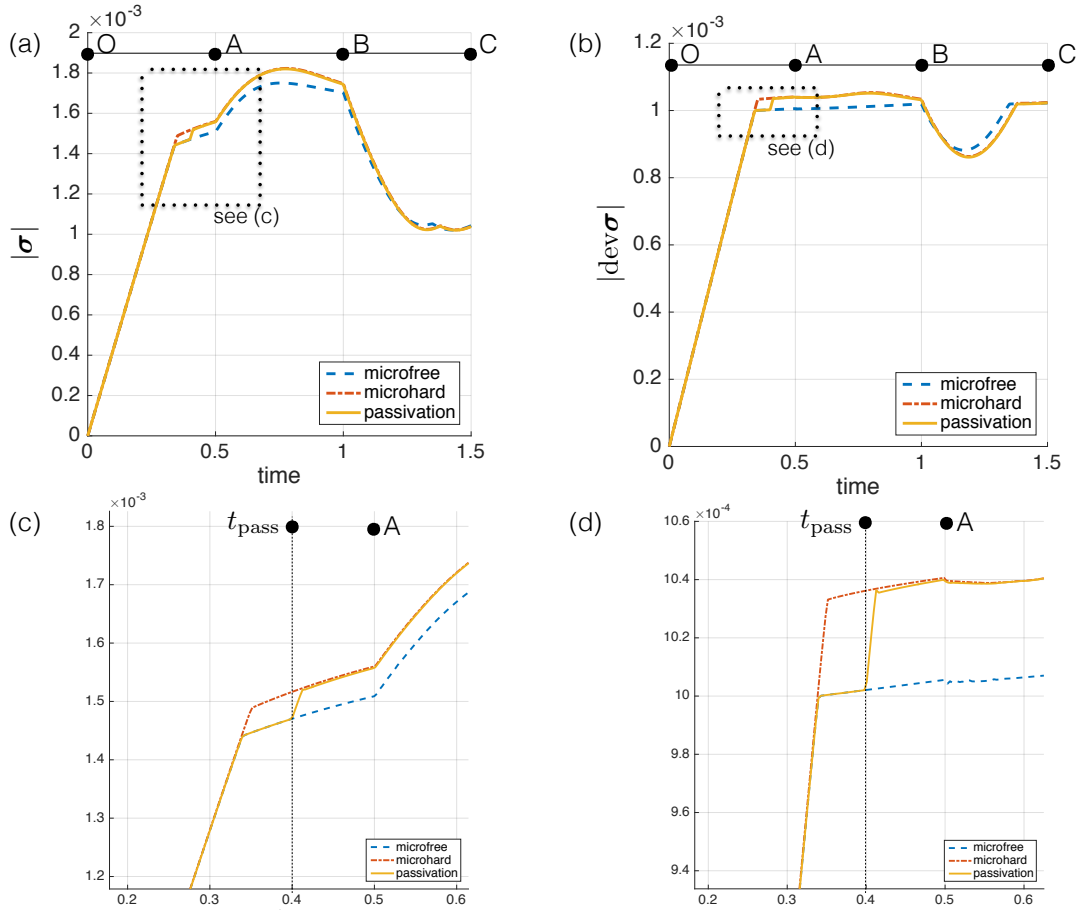 (a)
×10⁻³
2
1.8
1.6
1.4
1.2
1
0.8
0.6
0.4
0.2
0
|σ|
O A B C
see (c)
microfree
microhard
passivation
0 0.5 1 1.5
time
(b)
×10⁻³
1.2
1
0.8
0.6
0.4
0.2
0
|devσ|
O A B C
see (d)
microfree
microhard
passivation
0 0.5 1 1.5
time
(c)
×10⁻³
1.8
1.7
1.6
1.5
1.4
1.3
1.2
t_pass A
microfree
microhard
passivation
0.2 0.3 0.4 0.5 0.6
(d)
×10⁻⁴
10.6
10.4
10.2
10
9.8
9.6
9.4
t_pass A
microfree
microhard
passivation
0.2 0.3 0.4 0.5 0.6